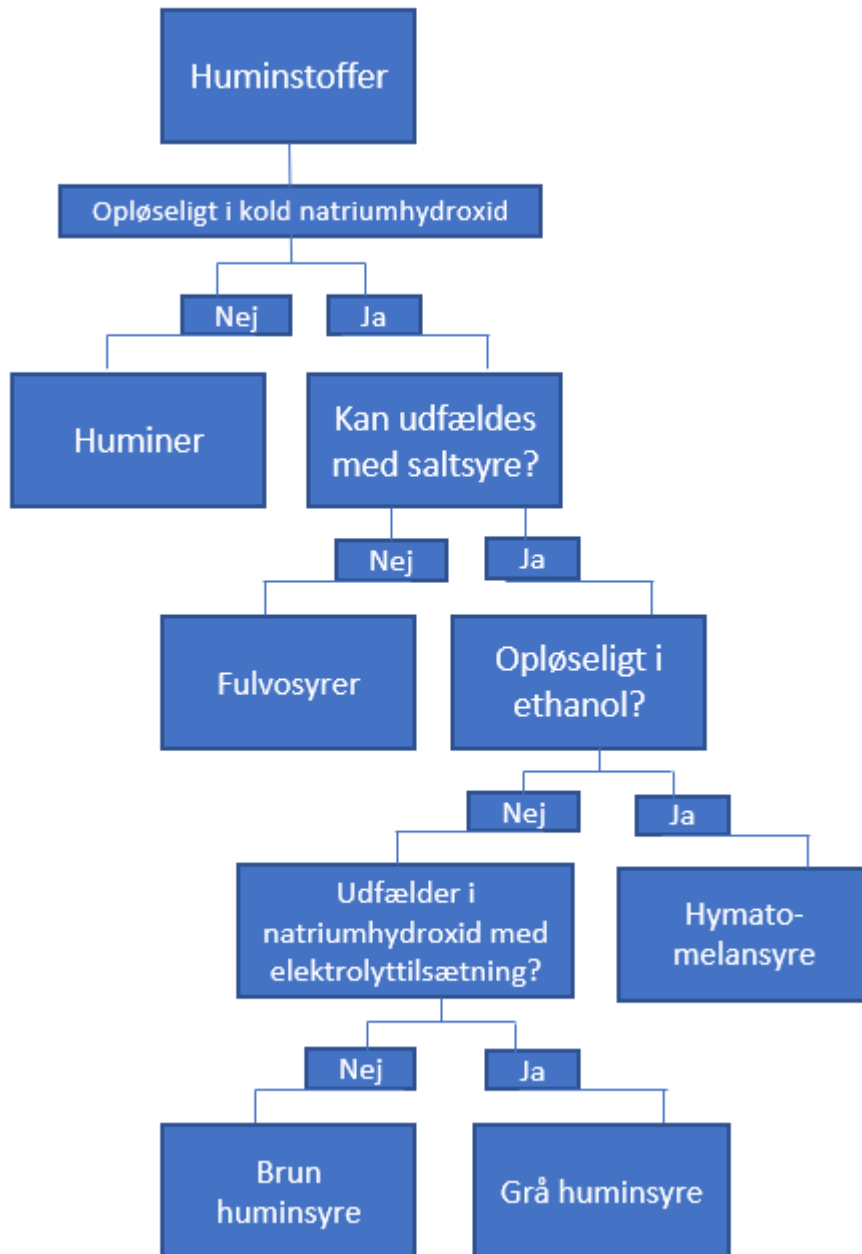 Huminstoffer
Opløseligt i kold natriumhydroxid
Nej
Ja
Huminer
Kan udfældes
med saltsyre?
Nej
Ja
Fulvosyrer
Opløseligt i
ethanol?
Nej
Ja
Udfælder i
natriumhydroxid med
elektrolyttilsætning?
Hymato-
melansyre
Nej
Ja
Brun
huminsyre
Grå huminsyre